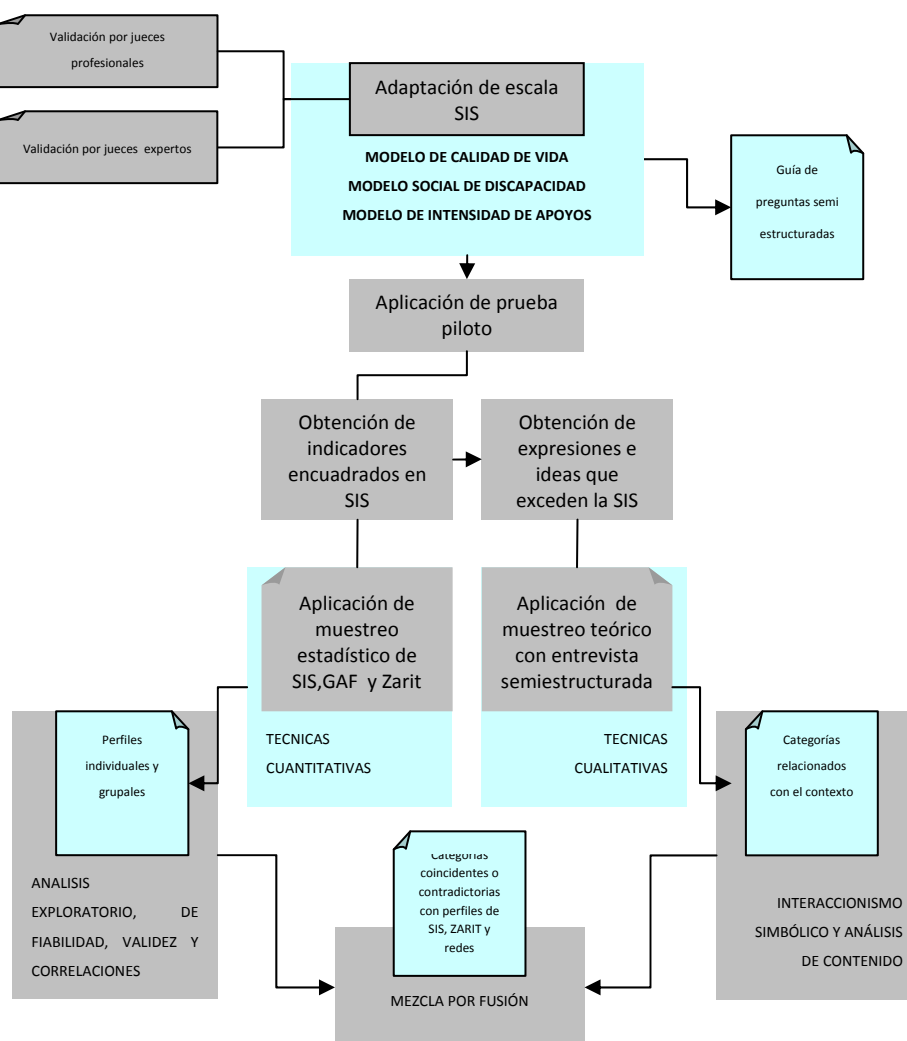 Validación por jueces
profesionales
Validación por jueces expertos
Adaptación de escala
SIS
MODELO DE CALIDAD DE VIDA
MODELO SOCIAL DE DISCAPACIDAD
MODELO DE INTENSIDAD DE APOYOS
Guía de
preguntas semi
estructuradas
Aplicación de prueba
piloto
Obtención de
indicadores
encuadrados en
SIS
Obtención de
expresiones e
ideas que
exceden la SIS
Aplicación de
muestreo
estadístico de
SIS,GAF y Zarit
TECNICAS
CUANTITATIVAS
Aplicación de
muestreo teórico
con entrevista
semiestructurada
TECNICAS
CUALITATIVAS
Perfiles
individuales y
grupales
ANALISIS
EXPLORATORIO, DE
FIABILIDAD, VALIDEZ Y
CORRELACIONES
Categorías
relacionados
con el contexto
INTERACCIONISMO
SIMBÓLICO Y ANÁLISIS
DE CONTENIDO
Categorías
coincidentes o
contradictorias
con perfiles de
SIS, ZARIT y
redes
MEZCLA POR FUSIÓN